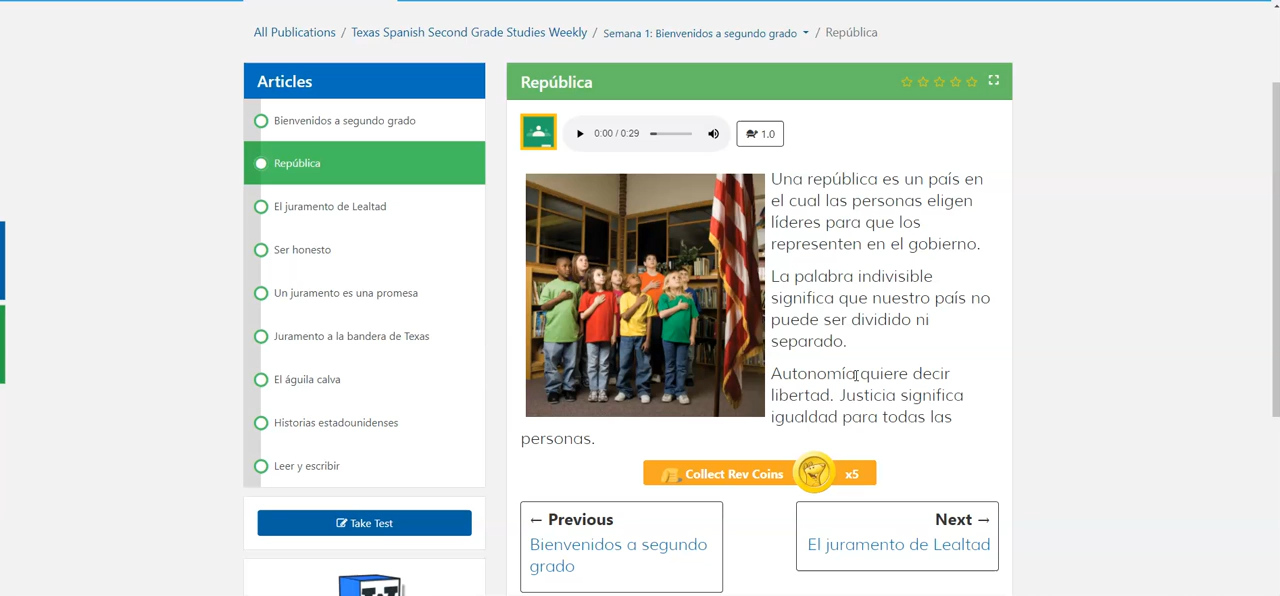 All Publications / Texas Spanish Second Grade Studies Weekly / Semana 1: Bienvenidos a segundo grado / República
Articles
Bienvenidos a segundo grado
República
El juramento de Lealtad
Ser honesto
Un juramento es una promesa
Juramento a la bandera de Texas
El águila calva
Historias estadounidenses
Leer y escribir
Take Test
República
0:00 / 0:29
1.0
Una república es un país en
el cual las personas eligen
líderes para que los
representen en el gobierno.
La palabra indivisible
significa que nuestro país no
puede ser dividido ni
separado.
Autonomía quiere decir
libertad. Justicia significa
igualdad para todas las
personas.
Collect Rev Coins x5
← Previous
Bienvenidos a segundo
grado
Next →
El juramento de Lealtad